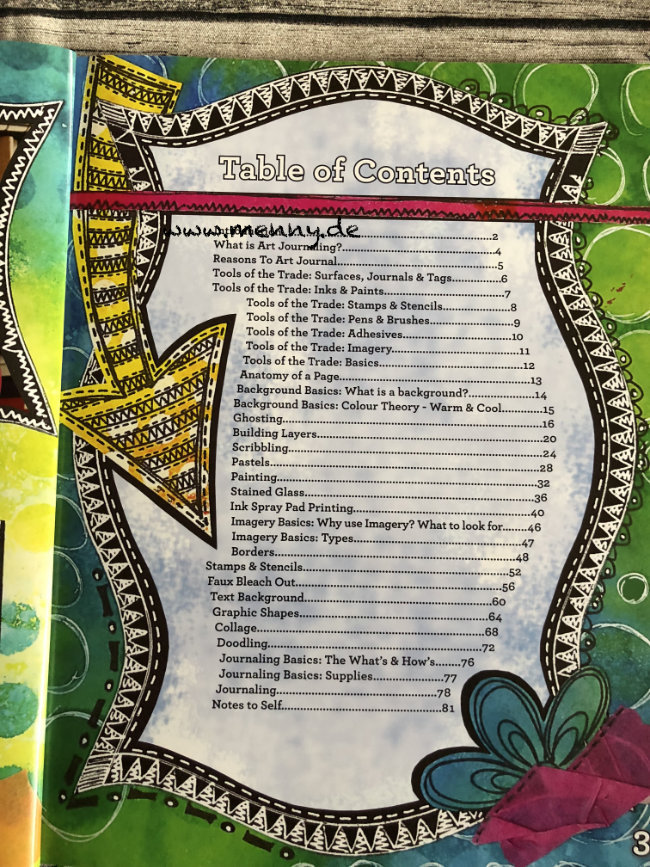 Table of Contents
www.menny.de
..........2
What is Art Journaling?..........4
Reasons To Art Journal..........5
Tools of the Trade: Surfaces, Journals & Tags..........6
Tools of the Trade: Inks & Paints..........7
Tools of the Trade: Stamps & Stencils..........8
Tools of the Trade: Pens & Brushes..........9
Tools of the Trade: Adhesives..........10
Tools of the Trade: Imagery..........11
Tools of the Trade: Basics..........12
Anatomy of a Page..........13
Background Basics: What is a background?..........14
Background Basics: Colour Theory - Warm & Cool..........15
Ghosting..........16
Building Layers..........20
Scribbling..........24
Pastels..........28
Painting..........32
Stained Glass..........36
Ink Spray Pad Printing..........40
Imagery Basics: Why use Imagery? What to look for.......46
Imagery Basics: Types..........47
Borders..........48
Stamps & Stencils..........52
Faux Bleach Out..........56
Text Background..........60
Graphic Shapes..........64
Collage..........68
Doodling..........72
Journaling Basics: The What's & How's.......76
Journaling Basics: Supplies..........77
Journaling..........78
Notes to Self..........81
3